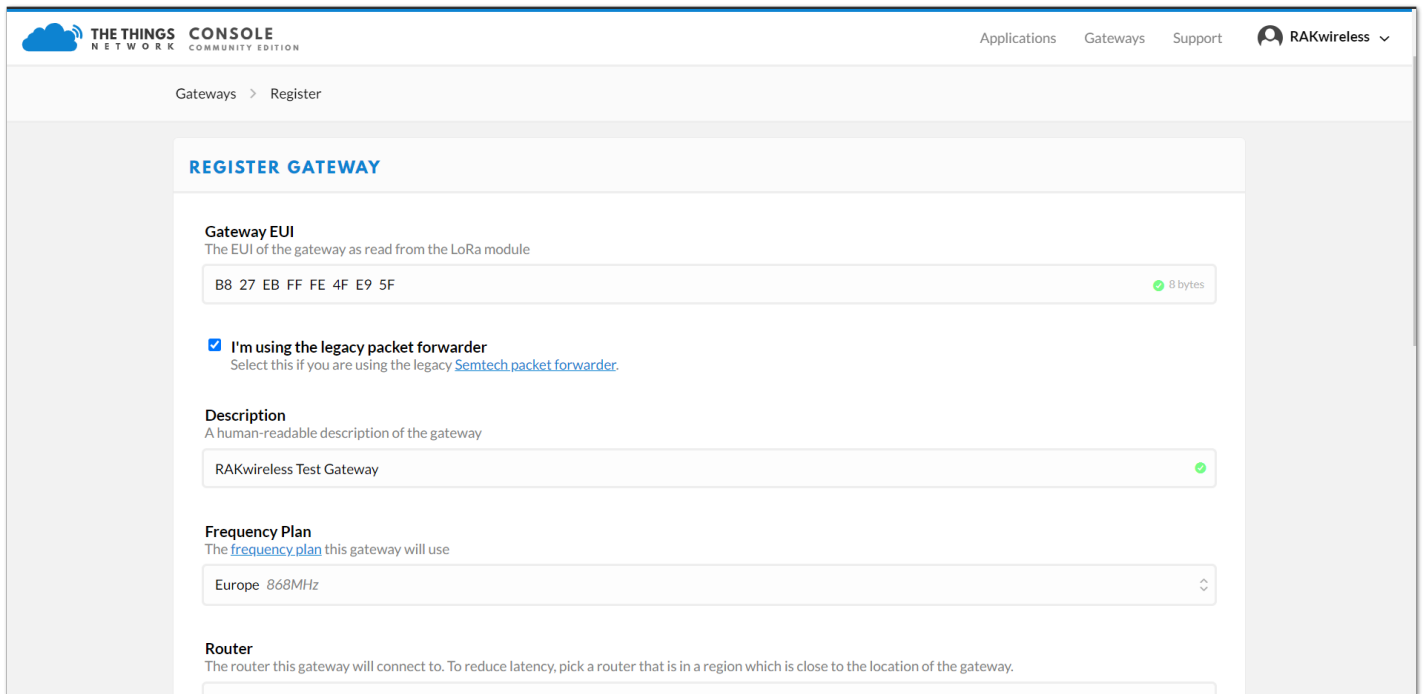 THE THINGS NETWORK CONSOLE COMMUNITY EDITION
Applications Gateways Support RAKwireless
Gateways > Register
REGISTER GATEWAY
Gateway EUI
The EUI of the gateway as read from the LoRa module
B8 27 EB FF FE 4F E9 5F 8 bytes
I'm using the legacy packet forwarder
Select this if you are using the legacy Semtech packet forwarder.
Description
A human-readable description of the gateway
RAKwireless Test Gateway
Frequency Plan
The frequency plan this gateway will use
Europe 868MHz
Router
The router this gateway will connect to. To reduce latency, pick a router that is in a region which is close to the location of the gateway.